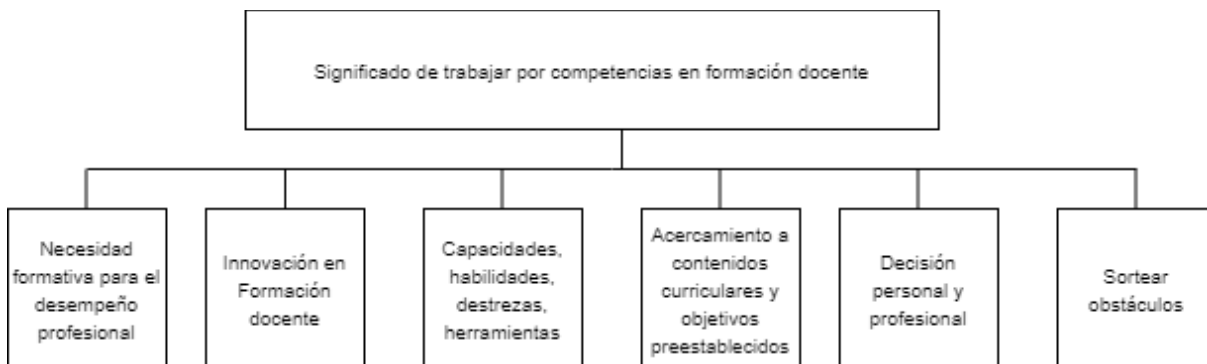 Significado de trabajar por competencias en formación docente
Necesidad
formativa para el
desempeño
profesional
Innovación en
Formación
docente
Capacidades,
habilidades,
destrezas,
herramientas
Acercamiento a
contenidos
curriculares y
objetivos
preestablecidos
Decisión
personal y
profesional
Sortear
obstáculos